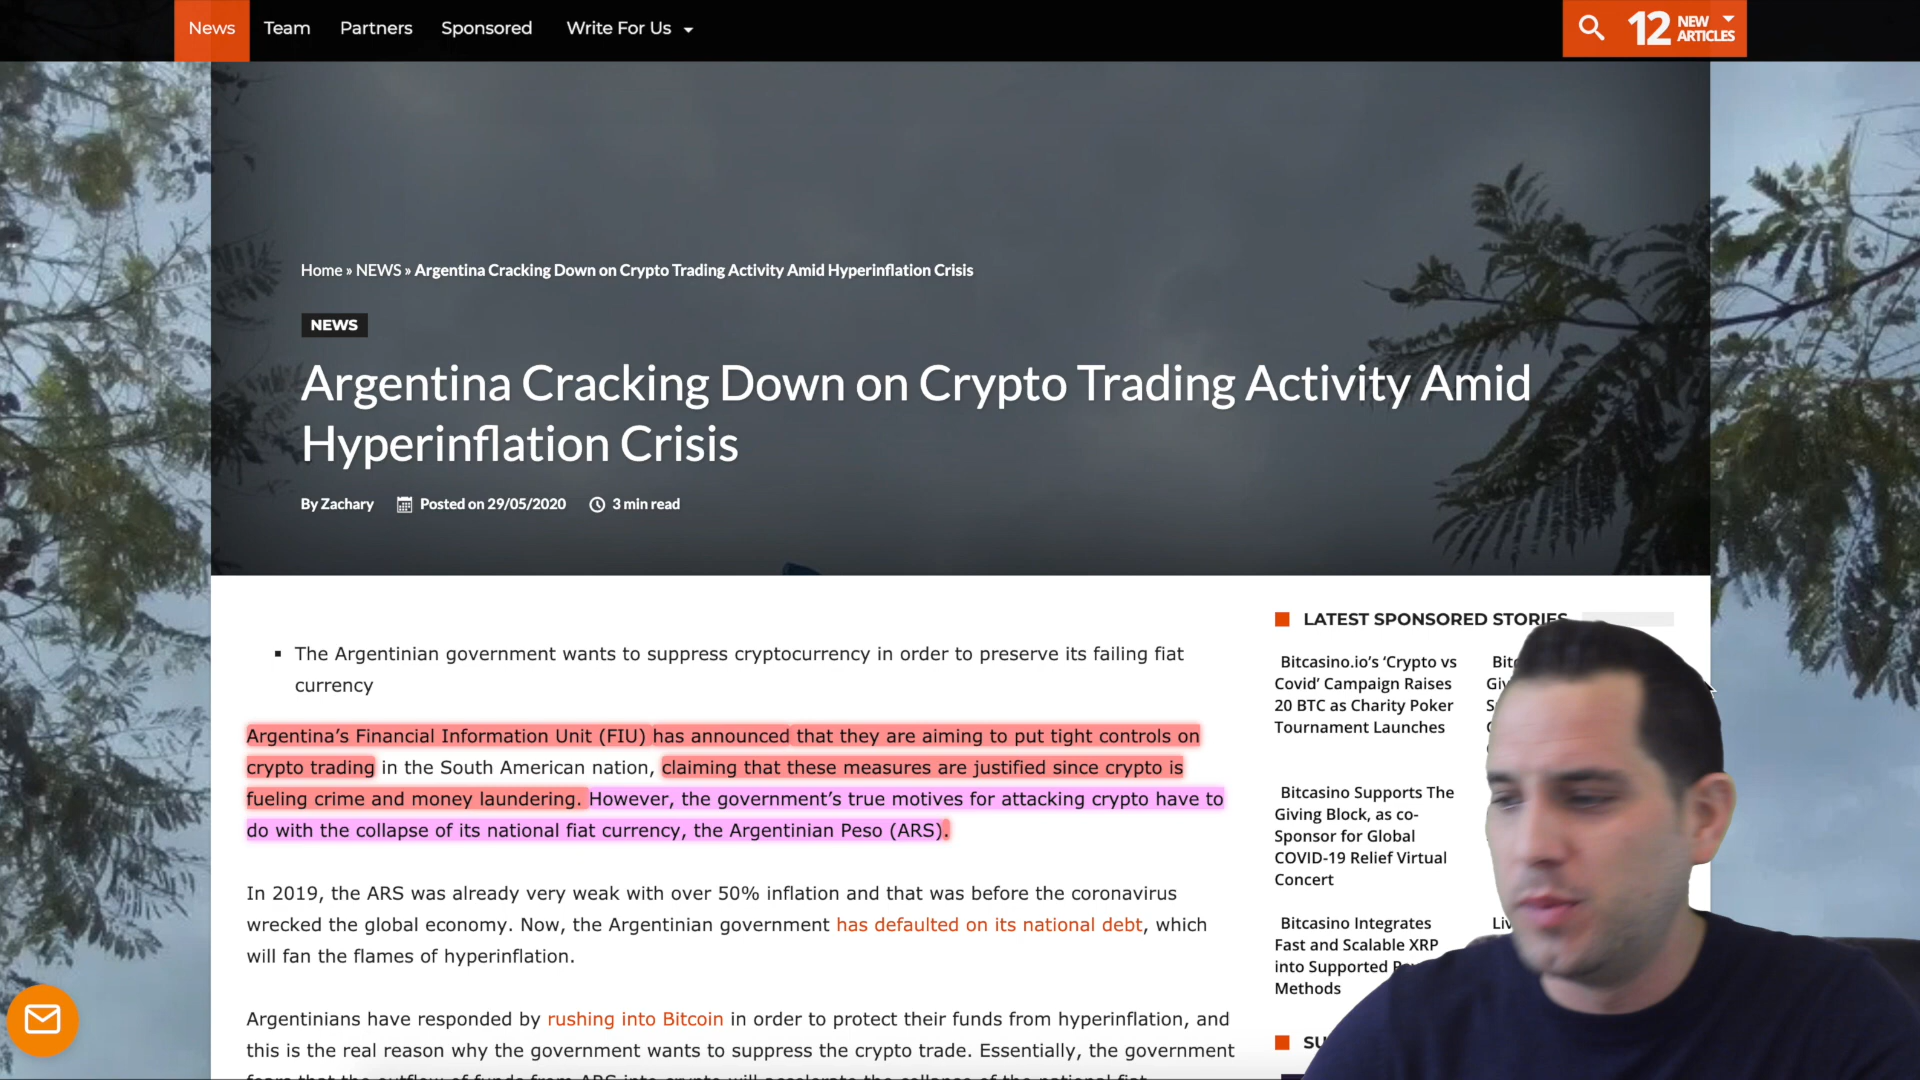 News Team Partners Sponsored Write For Us
12 NEW ARTICLES
Home » NEWS » Argentina Cracking Down on Crypto Trading Activity Amid Hyperinflation Crisis
NEWS
Argentina Cracking Down on Crypto Trading Activity Amid
Hyperinflation Crisis
By Zachary Posted on 29/05/2020 3 min read
▪ The Argentinian government wants to suppress cryptocurrency in order to preserve its failing fiat
currency
Argentina’s Financial Information Unit (FIU) has announced that they are aiming to put tight controls on
crypto trading in the South American nation, claiming that these measures are justified since crypto is
fueling crime and money laundering. However, the government’s true motives for attacking crypto have to
do with the collapse of its national fiat currency, the Argentinian Peso (ARS).
In 2019, the ARS was already very weak with over 50% inflation and that was before the coronavirus
wrecked the global economy. Now, the Argentinian government has defaulted on its national debt, which
will fan the flames of hyperinflation.
Argentinians have responded by rushing into Bitcoin in order to protect their funds from hyperinflation, and
this is the real reason why the government wants to suppress the crypto trade. Essentially, the government
LATEST SPONSORED STORIES
Bitcasino.io’s ‘Crypto vs
Covid’ Campaign Raises
20 BTC as Charity Poker
Tournament Launches
Bitcasino Supports The
Giving Block, as co-
Sponsor for Global
COVID-19 Relief Virtual
Concert
Bitcasino Integrates
Fast and Scalable XRP
into Supported
Methods